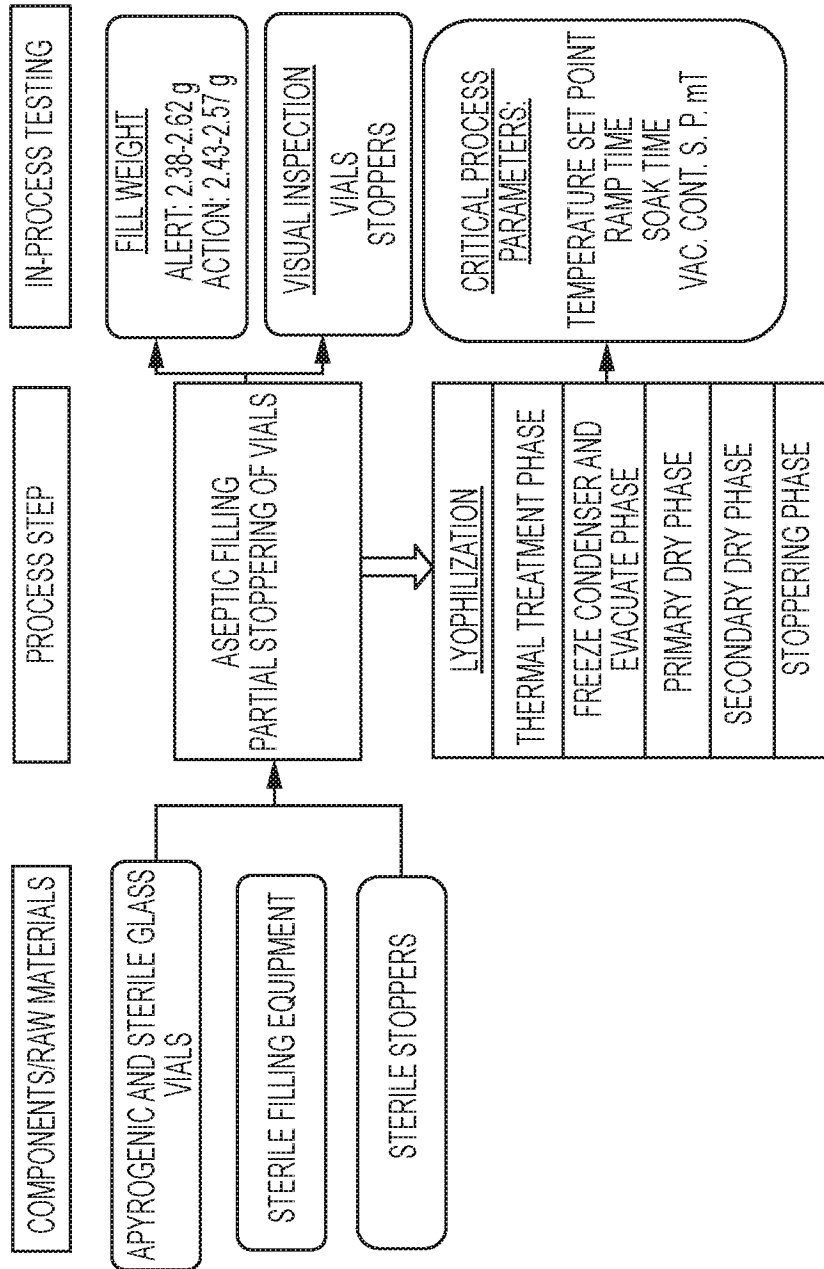 COMPONENTS/RAW MATERIALS
PROCESS STEP
IN-PROCESS TESTING
APYROGENIC AND STERILE GLASS
VIALS
STERILE FILLING EQUIPMENT
STERILE STOPPERS
ASEPTIC FILLING
PARTIAL STOPPERING OF VIALS
FILL WEIGHT
ALERT: 2.38-2.62 g
ACTION: 2.43-2.57 g
VISUAL INSPECTION
VIALS
STOPPERS
LYOPHILIZATION
THERMAL TREATMENT PHASE
FREEZE CONDENSER AND
EVACUATE PHASE
PRIMARY DRY PHASE
SECONDARY DRY PHASE
STOPPERING PHASE
CRITICAL PROCESS
PARAMETERS:
TEMPERATURE SET POINT
RAMP TIME
SOAK TIME
VAC. CONT. S. P. mT